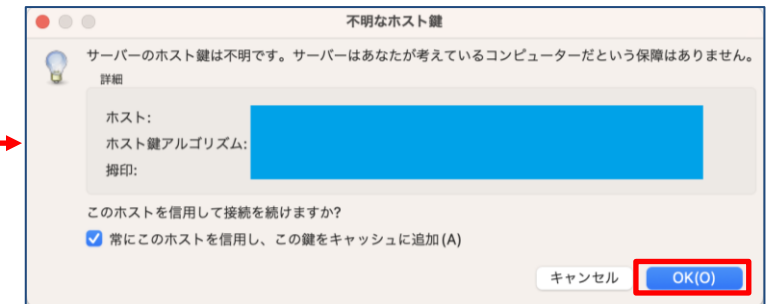 不明なホスト鍵
サーバーのホスト鍵は不明です。サーバーはあなたが考えているコンピューターだという保障はありません。
詳細
ホスト:
ホスト鍵アルゴリズム:
拇印:
このホストを信用して接続を続けますか?
常にこのホストを信用し、この鍵をキャッシュに追加(A)
キャンセル OK(O)